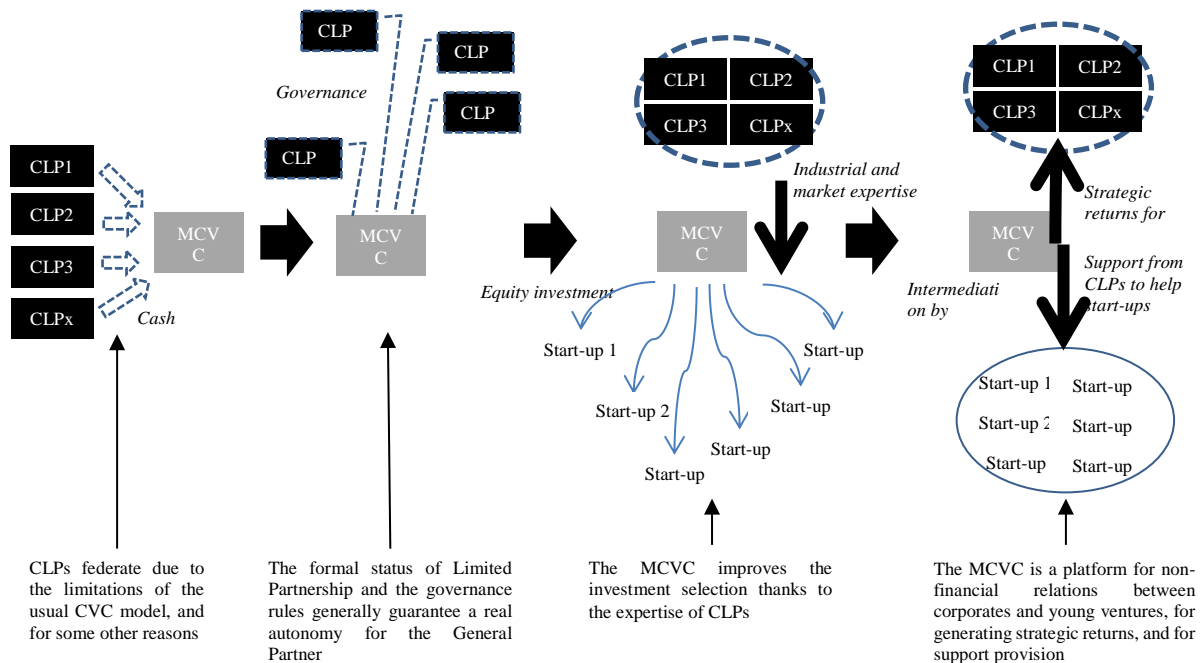 CLP1
CLP2
CLP3
CLPx
Cash
MCV
C
CLP
CLP
CLP
CLP
Governance
MCV
C
CLP1 CLP2
CLP3 CLPx
Industrial and
market expertise
MCV
C
Equity investment
Start-up 1
Start-up 2
Start-up
Start-up
Start-up
Start-up
CLP1 CLP2
CLP3 CLPx
Strategic
returns for
MCV
C
Support from
CLPs to help
start-ups
Intermediati
on by
Start-up 1 Start-up
Start-up 2 Start-up
Start-up Start-up
CLPs federate due to
the limitations of the
usual CVC model, and
for some other reasons
The formal status of Limited
Partnership and the governance
rules generally guarantee a real
autonomy for the General
Partner
The MCVC improves the
investment selection thanks to
the expertise of CLPs
The MCVC is a platform for non-
financial relations between
corporates and young ventures, for
generating strategic returns, and for
support provision